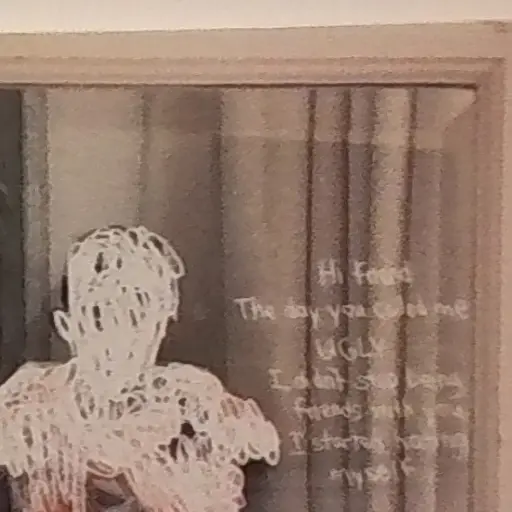 Hi Friend
The day you called me
UGLY
I didn't stop being
friends with you
I started hating
myself